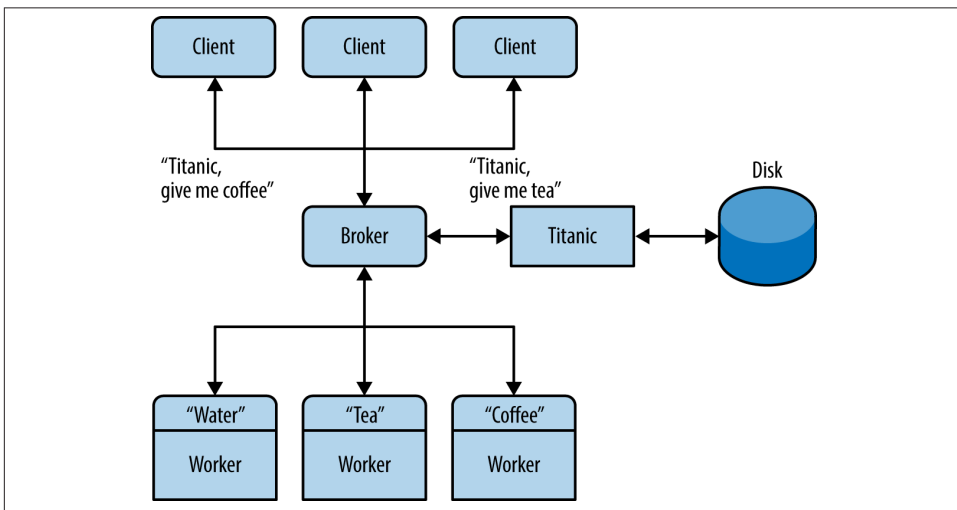 Client
Client
Client
“Titanic,
give me coffee”
“Titanic,
give me tea”
Disk
Broker
Titanic
“Water”
“Tea”
“Coffee”
Worker
Worker
Worker